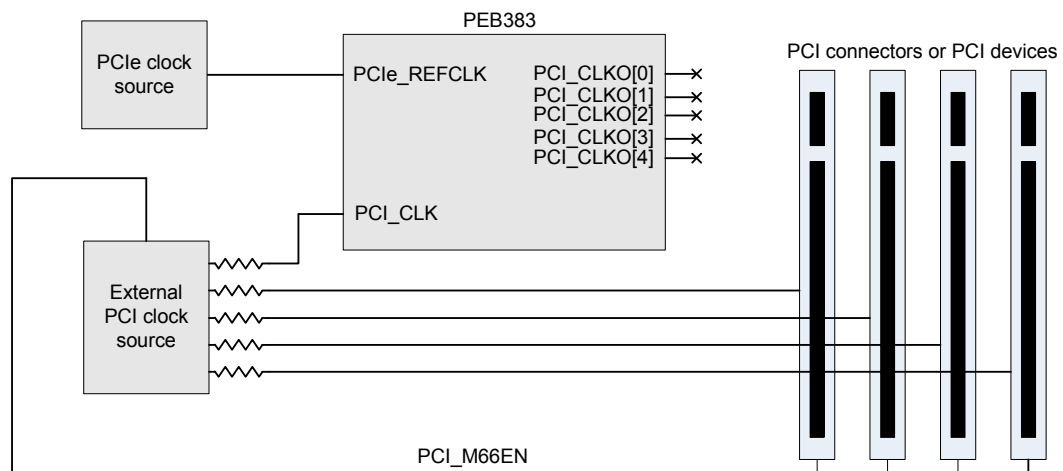 PEB383
PCI connectors or PCI devices
PCIe clock
source
PCIe_REFCLK
PCI_CLKO[0]
PCI_CLKO[1]
PCI_CLKO[2]
PCI_CLKO[3]
PCI_CLKO[4]
PCI_CLK
External
PCI clock
source
PCI_M66EN